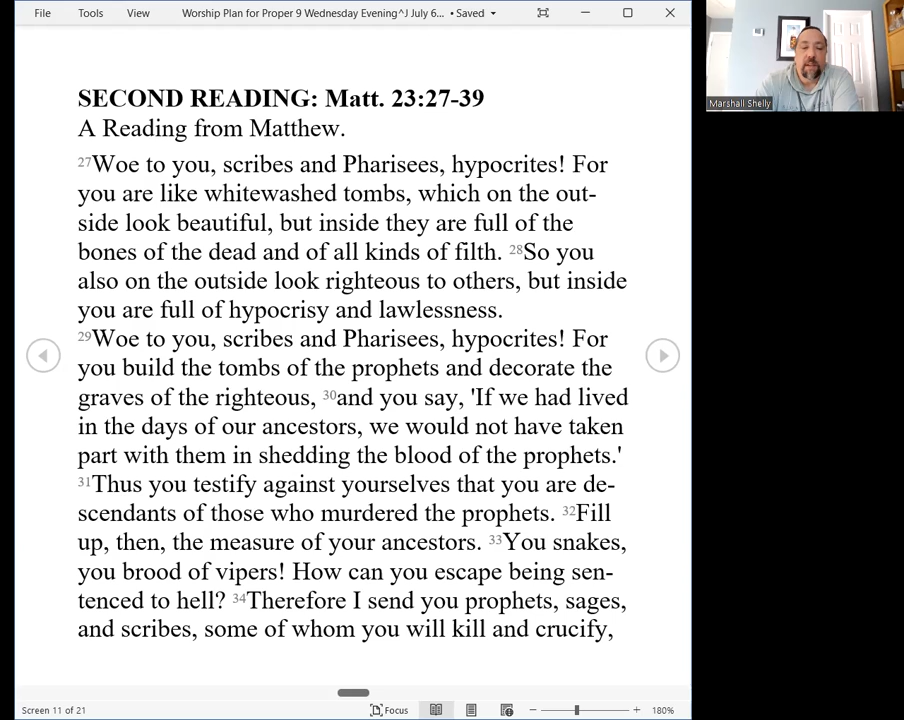 File Tools View Worship Plan for Proper 9 Wednesday Evening^J July 6... • Saved
SECOND READING: Matt. 23:27-39
A Reading from Matthew.
27Woe to you, scribes and Pharisees, hypocrites! For
you are like whitewashed tombs, which on the out-
side look beautiful, but inside they are full of the
bones of the dead and of all kinds of filth. 28So you
also on the outside look righteous to others, but inside
you are full of hypocrisy and lawlessness.
29Woe to you, scribes and Pharisees, hypocrites! For
you build the tombs of the prophets and decorate the
graves of the righteous, 30and you say, 'If we had lived
in the days of our ancestors, we would not have taken
part with them in shedding the blood of the prophets.'
31Thus you testify against yourselves that you are de-
scendants of those who murdered the prophets. 32Fill
up, then, the measure of your ancestors. 33You snakes,
you brood of vipers! How can you escape being sen-
tenced to hell? 34Therefore I send you prophets, sages,
and scribes, some of whom you will kill and crucify,
Screen 11 of 21 Focus 180%
Marshall Shelly